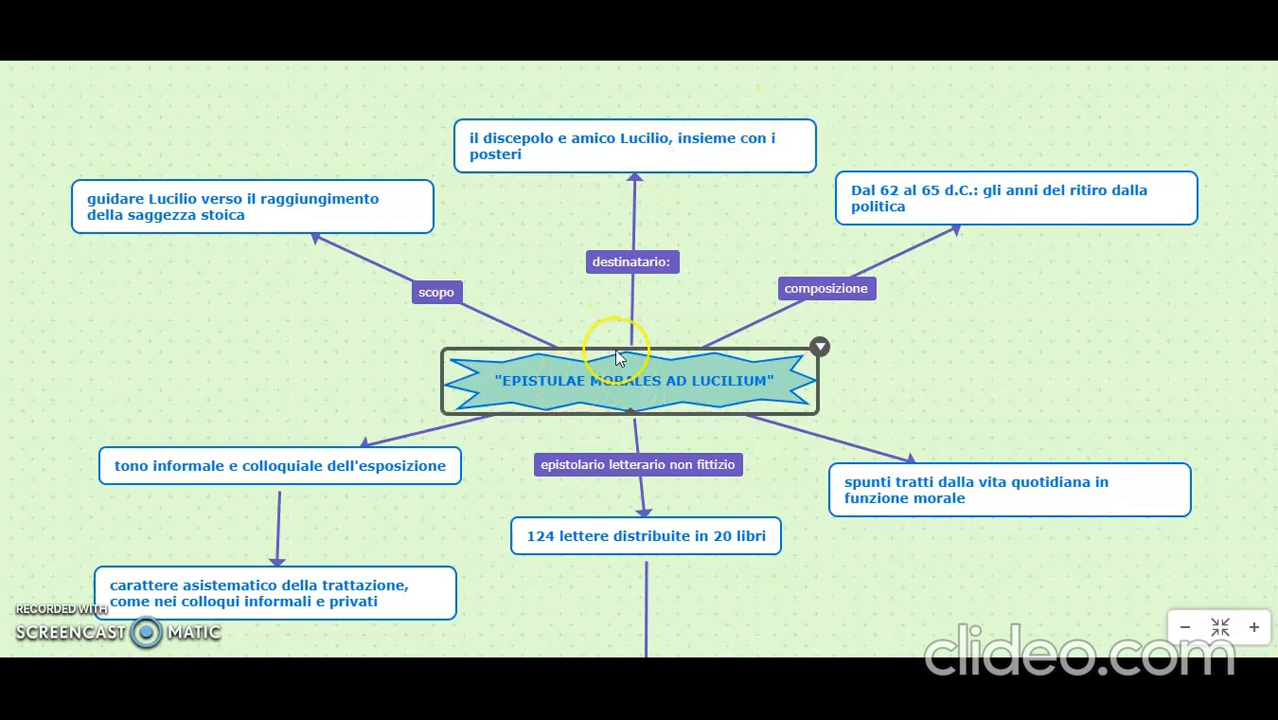 il discepolo e amico Lucilio, insieme con i
posteri
guidare Lucilio verso il raggiungimento
della saggezza stoica
Dal 62 al 65 d.C.: gli anni del ritiro dalla
politica
destinatario:
scopo
composizione
"EPISTULAE MORALES AD LUCILIUM"
tono informale e colloquiale dell'esposizione
epistolario letterario non fittizio
spunti tratti dalla vita quotidiana in
funzione morale
124 lettere distribuite in 20 libri
carattere asistematico della trattazione,
come nei colloqui informali e privati
RECORDED WITH
SCREENCAST MATIC
clideo.com